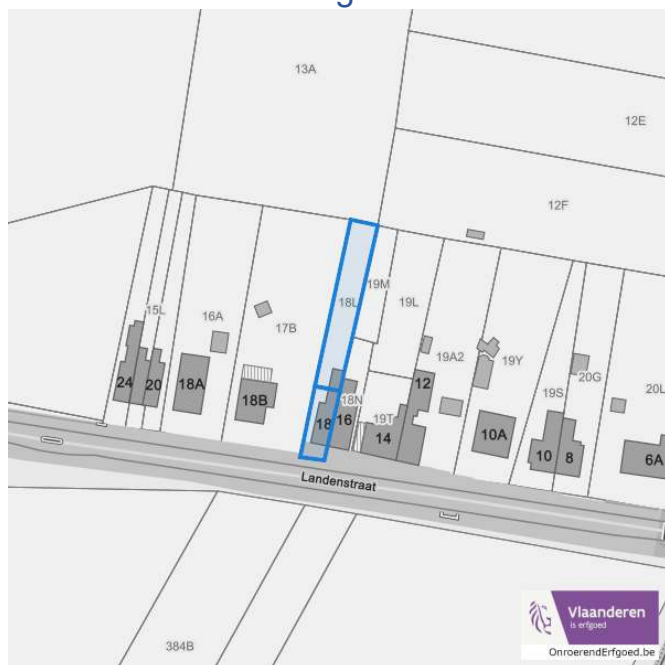 g
13A
12E
12F
19M
18L
19L
15L
16A
17B
19A2
19Y
20G
12
24
20
18A
18B
18N
19S
20L
18
16
19T
14
10A
10
8
6A
Landenstraat
384B
Vlaanderen
is erfgoed
OnroerendErfgoed.be